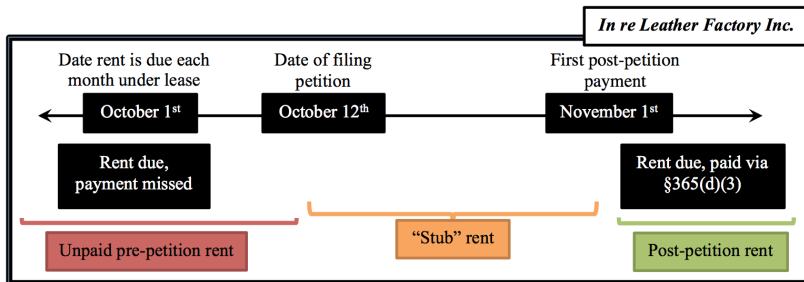 In re Leather Factory Inc.
Date rent is due each
month under lease
Date of filing
petition
First post-petition
payment
October 1st
October 12th
November 1st
Rent due,
payment missed
Rent due, paid via
§365(d)(3)
Unpaid pre-petition rent
“Stub” rent
Post-petition rent